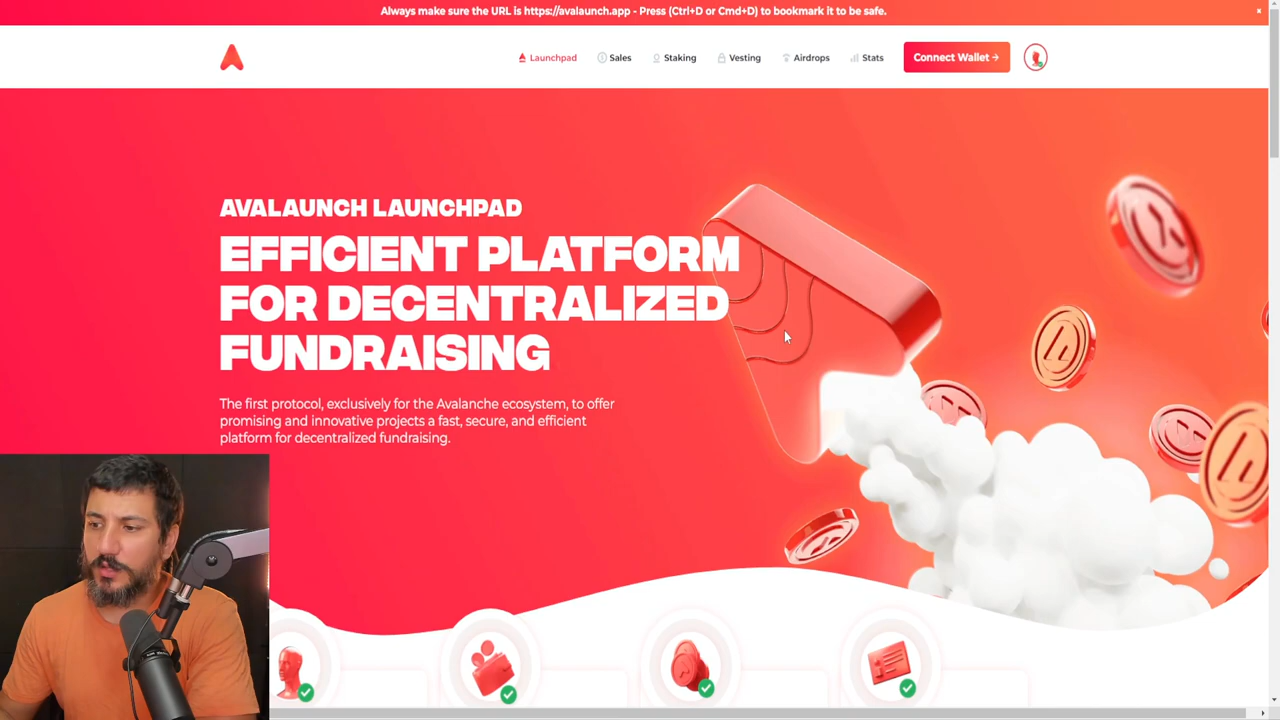 Always make sure the URL is https://avalaunch.app - Press (Ctrl+D or Cmd+D) to bookmark it to be safe.
Launchpad
Sales
Staking
Vesting
Airdrops
Stats
Connect Wallet →
AVALAUNCH LAUNCHPAD
EFFICIENT PLATFORM
FOR DECENTRALIZED
FUNDRAISING
The first protocol, exclusively for the Avalanche ecosystem, to offer
promising and innovative projects a fast, secure, and efficient
platform for decentralized fundraising.